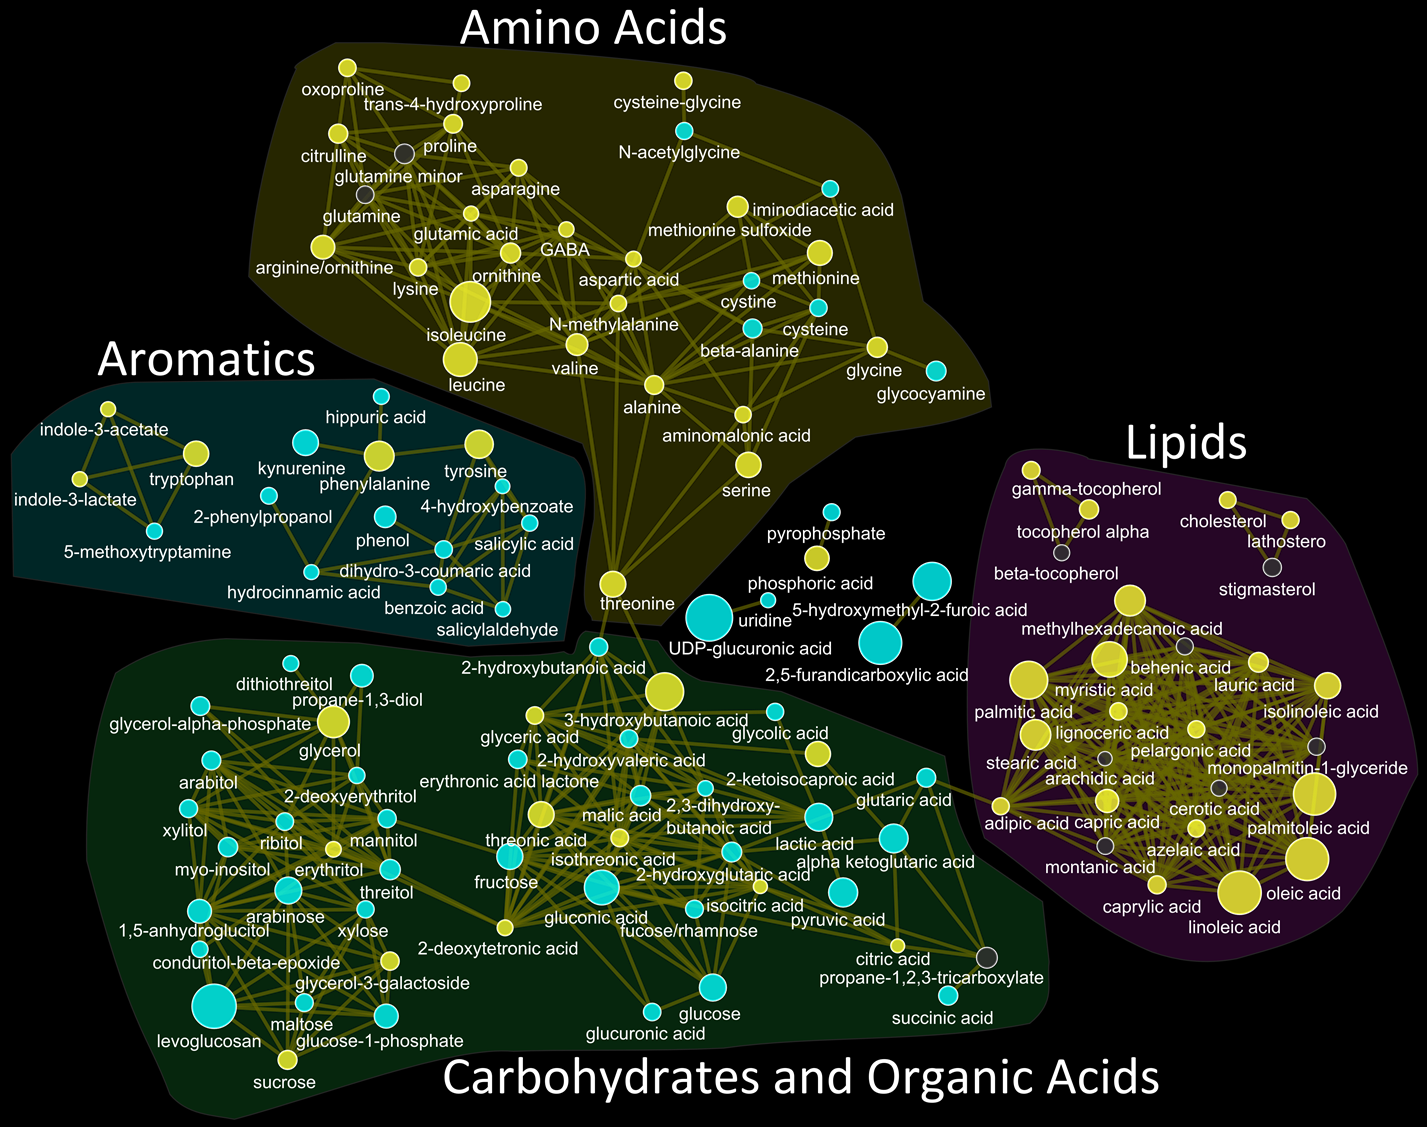 Amino Acids
oxoproline
trans-4-hydroxyproline
cysteine-glycine
citrulline
proline
N-acetylglycine
glutamine minor
asparagine
glutamine
iminodiacetic acid
glutamic acid
methionine sulfoxide
GABA
arginine/ornithine
ornithine
aspartic acid
methionine
lysine
cystine
N-methylalanine
cysteine
isoleucine
beta-alanine
valine
glycine
leucine
glycocyamine
alanine
aminomalonic acid
serine
threonine
Aromatics
hippuric acid
indole-3-acetate
kynurenine
tyrosine
tryptophan
phenylalanine
indole-3-lactate
4-hydroxybenzoate
2-phenylpropanol
phenol
salicylic acid
5-methoxytryptamine
dihydro-3-coumaric acid
hydrocinnamic acid
benzoic acid
salicylaldehyde
pyrophosphate
phosphoric acid
5-hydroxymethyl-2-furoic acid
uridine
UDP-glucuronic acid
2,5-furandicarboxylic acid
Lipids
gamma-tocopherol
cholesterol
tocopherol alpha
lathostero
beta-tocopherol
stigmasterol
methylhexadecanoic acid
behenic acid
myristic acid
lauric acid
palmitic acid
isolinoleic acid
lignoceric acid
pelargonic acid
stearic acid
monopalmitin-1-glyceride
arachidic acid
cerotic acid
adipic acid
capric acid
palmitoleic acid
azelaic acid
montanic acid
oleic acid
caprylic acid
linoleic acid
2-hydroxybutanoic acid
dithiothreitol
propane-1,3-diol
glycerol-alpha-phosphate
3-hydroxybutanoic acid
glyceric acid
glycolic acid
glycerol
2-hydroxyvaleric acid
arabitol
erythronic acid lactone
2-ketoisocaproic acid
2-deoxyerythritol
glutaric acid
2,3-dihydroxy-
butanoic acid
malic acid
xylitol
ribitol
mannitol
threonic acid
lactic acid
isothreonic acid
alpha ketoglutaric acid
myo-inositol
erythritol
2-hydroxyglutaric acid
fructose
threitol
isocitric acid
arabinose
gluconic acid
pyruvic acid
1,5-anhydroglucitol
xylose
fucose/rhamnose
2-deoxytetronic acid
citric acid
conduritol-beta-epoxide
propane-1,2,3-tricarboxylate
glycerol-3-galactoside
glucose
succinic acid
maltose
glucuronic acid
levoglucosan
glucose-1-phosphate
sucrose
Carbohydrates and Organic Acids